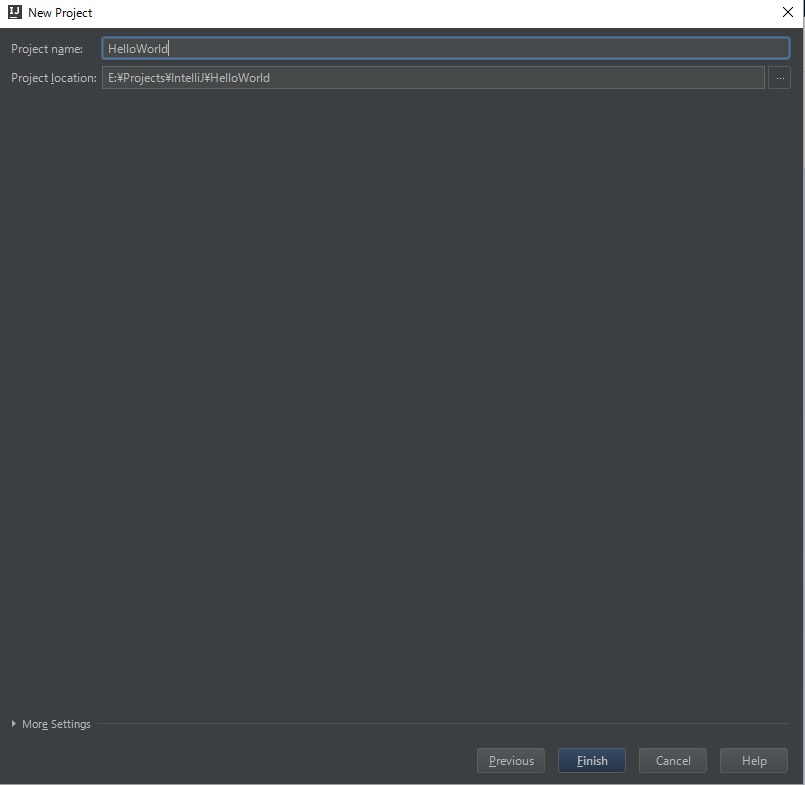 IJ New Project
Project name: HelloWorld
Project location: E:¥Projects¥IntelliJ¥HelloWorld ...
More Settings
Previous Finish Cancel Help